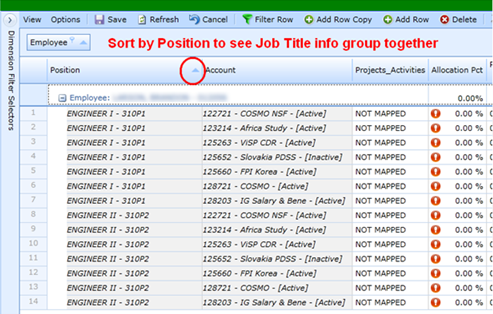 View Options Save Refresh Cancel Filter Row Add Row Copy Add Row Delete
Dimension Filter Selectors
Employee
Sort by Position to see Job Title info group together
Position Account Projects_Activities Allocation Pct
Employee: 0.00%
1 ENGINEER I - 310P1 122721 - COSMO NSF - [Active] NOT MAPPED 0.00 %
2 ENGINEER I - 310P1 123214 - Africa Study - [Active] NOT MAPPED 0.00 %
3 ENGINEER I - 310P1 125263 - ViSP CDR - [Active] NOT MAPPED 0.00 %
4 ENGINEER I - 310P1 125652 - Slovakia PDSS - [Inactive] NOT MAPPED 0.00 %
5 ENGINEER I - 310P1 125660 - FPI Korea - [Active] NOT MAPPED 0.00 %
6 ENGINEER I - 310P1 128721 - COSMO - [Active] NOT MAPPED 0.00 %
7 ENGINEER I - 310P1 128203 - IG Salary & Bene - [Active] NOT MAPPED 0.00 %
8 ENGINEER II - 310P2 122721 - COSMO NSF - [Active] NOT MAPPED 0.00 %
9 ENGINEER II - 310P2 123214 - Africa Study - [Active] NOT MAPPED 0.00 %
10 ENGINEER II - 310P2 125263 - ViSP CDR - [Active] NOT MAPPED 0.00 %
11 ENGINEER II - 310P2 125652 - Slovakia PDSS - [Inactive] NOT MAPPED 0.00 %
12 ENGINEER II - 310P2 125660 - FPI Korea - [Active] NOT MAPPED 0.00 %
13 ENGINEER II - 310P2 128721 - COSMO - [Active] NOT MAPPED 0.00 %
14 ENGINEER II - 310P2 128203 - IG Salary & Bene - [Active] NOT MAPPED 0.00 %